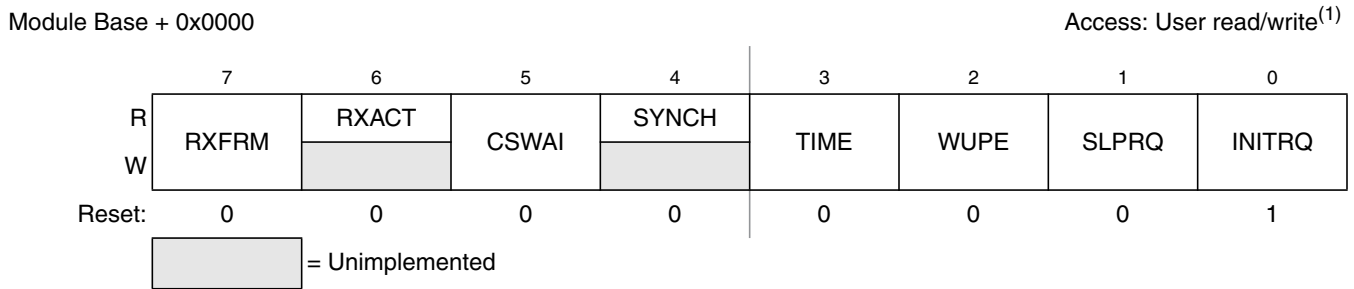 Module Base + 0x0000 Access: User read/write(1)
7 6 5 4 3 2 1 0
R RXFRM RXACT CSWAI SYNCH TIME WUPE SLPRQ INITRQ
W
Reset: 0 0 0 0 0 0 0 1
= Unimplemented